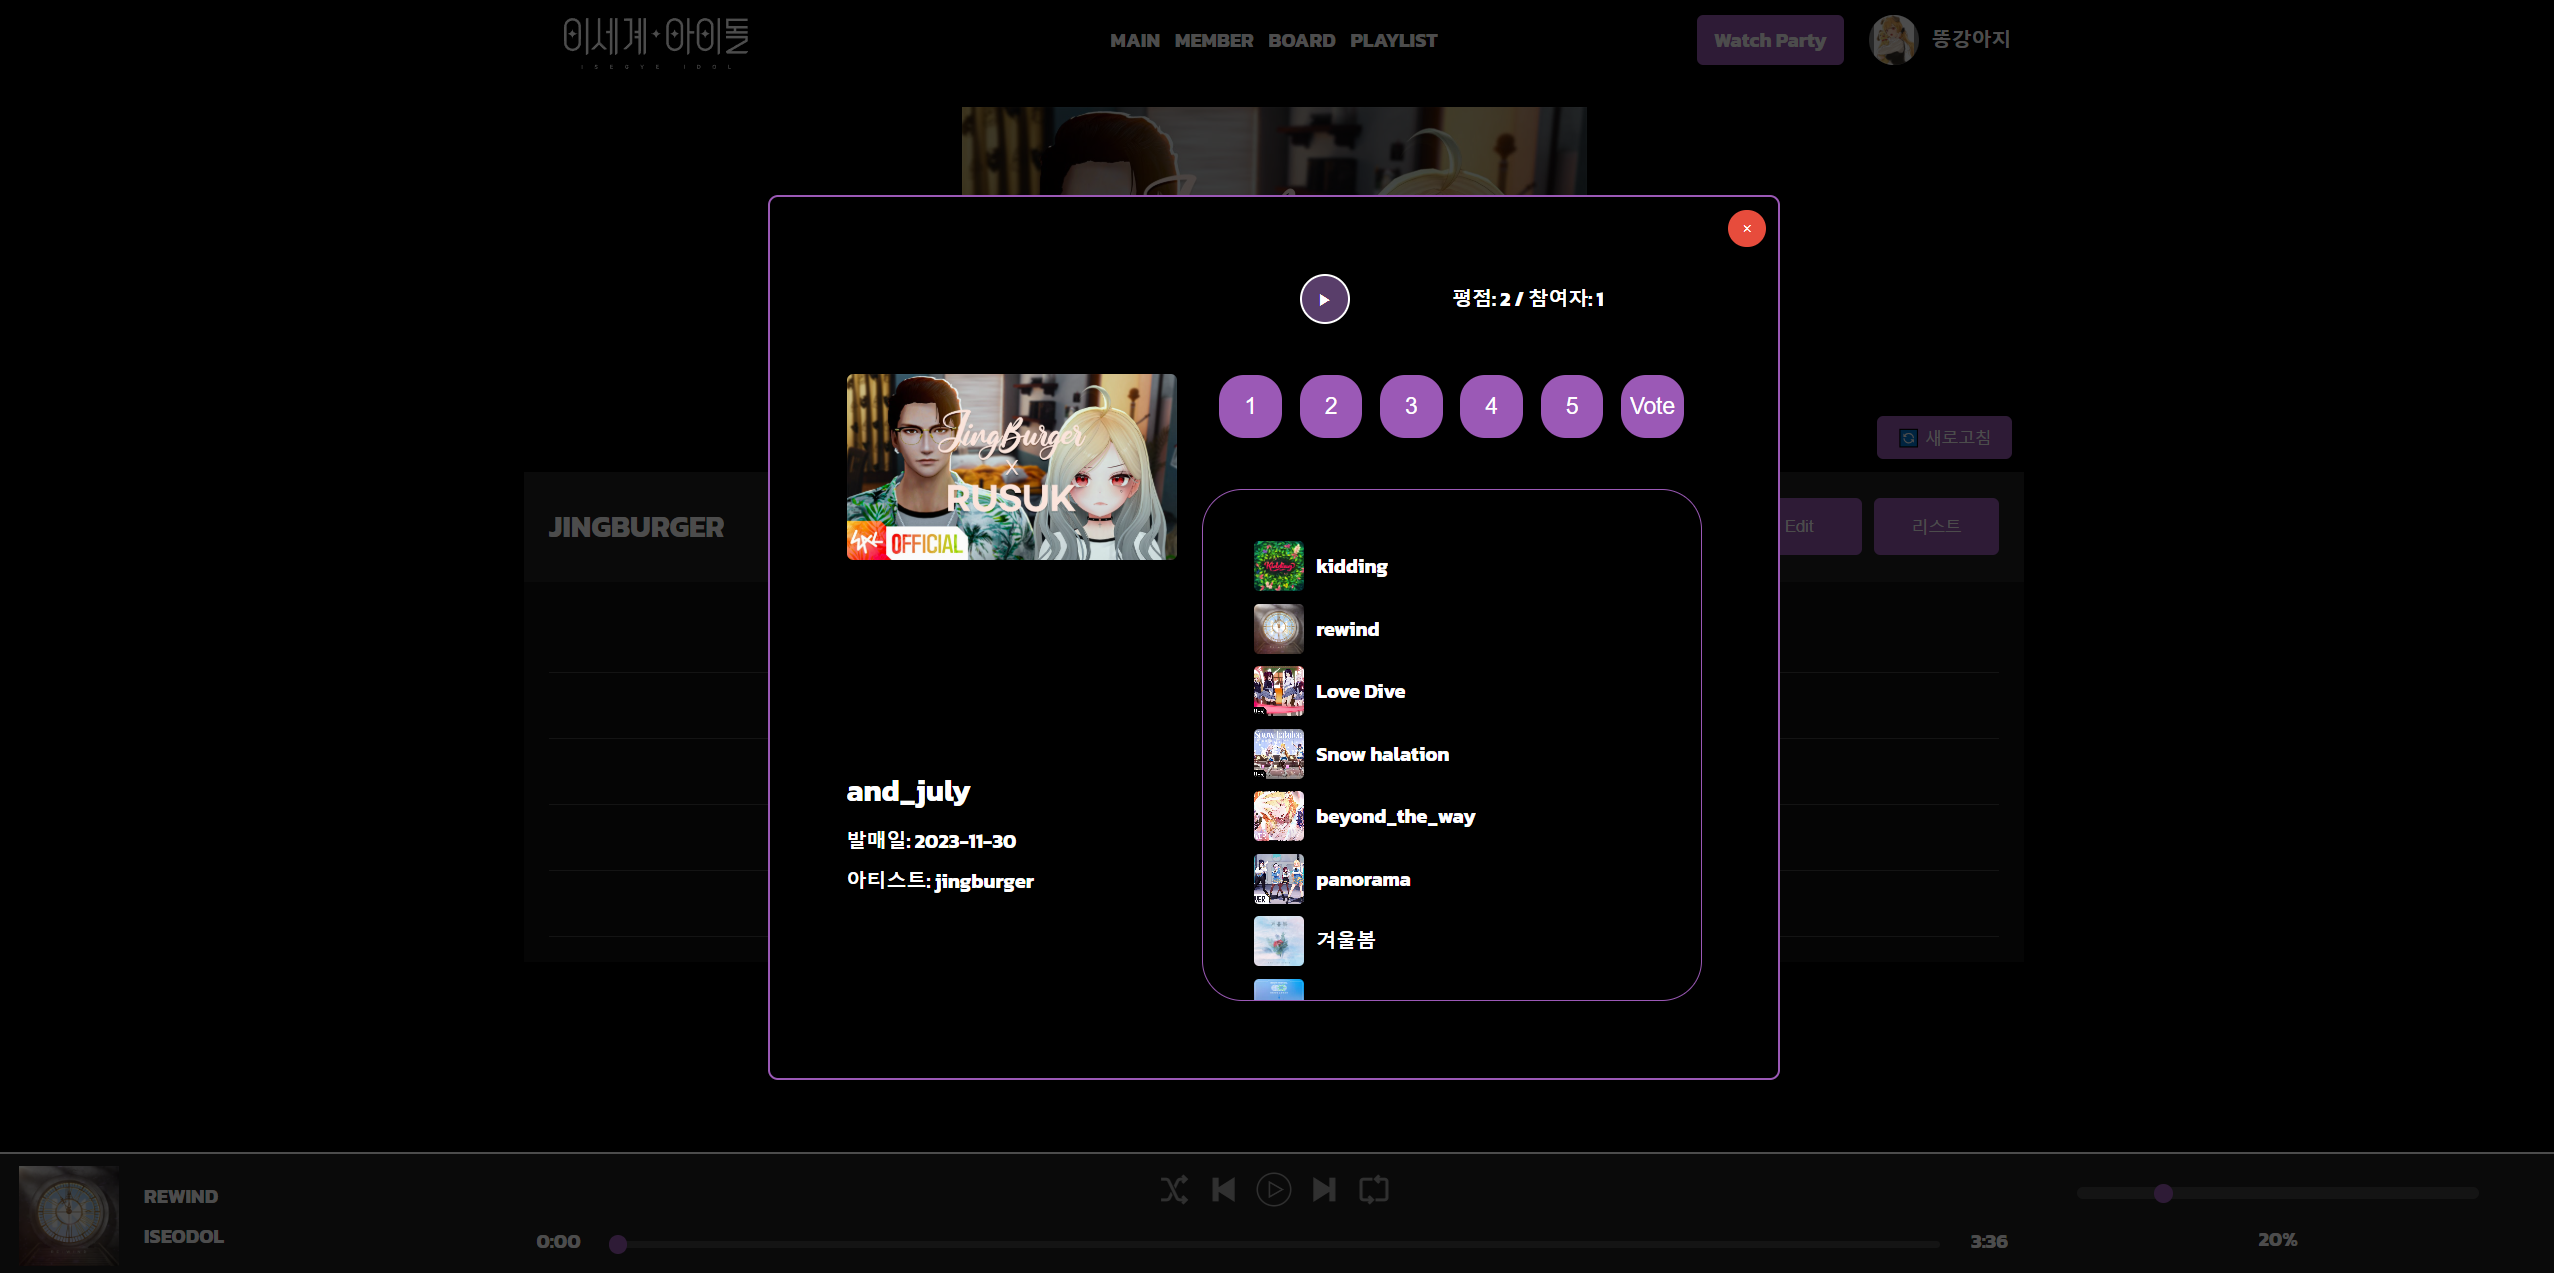 이세계·아이돌
ISEGYE IDOL
MAIN MEMBER BOARD PLAYLIST
Watch Party
똥강아지
×
평점: 2 / 참여자: 1
1 2 3 4 5 Vote
JingBurger
X
RUSUK
OFFICIAL
새로고침
JINGBURGER
Edit
리스트
kidding
rewind
Love Dive
Snow halation
beyond_the_way
panorama
겨울봄
and_july
발매일: 2023-11-30
아티스트: jingburger
REWIND
ISEODOL
0:00
3:36
20%